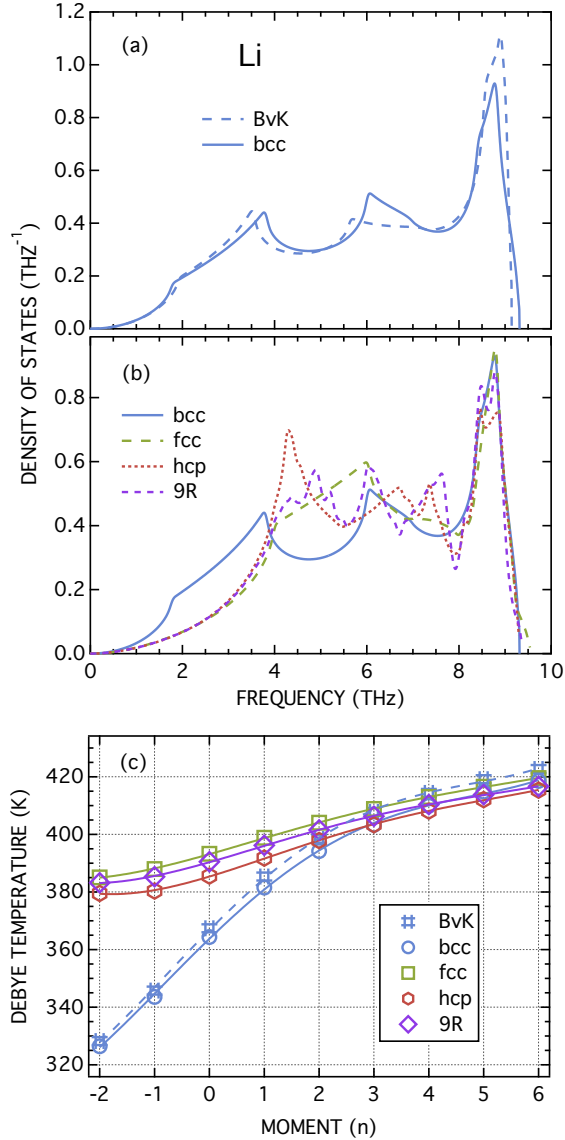 (a)
Li
BvK
bcc
1.2
1.0
0.8
0.6
0.4
0.2
0.0
DENSITY OF STATES (THZ⁻¹)
(b)
bcc
fcc
hcp
9R
0.8
0.6
0.4
0.2
0.0
0 2 4 6 8 10
FREQUENCY (THz)
(c)
420
400
380
360
340
320
DEBYE TEMPERATURE (K)
BvK
bcc
fcc
hcp
9R
-2 -1 0 1 2 3 4 5 6
MOMENT (n)